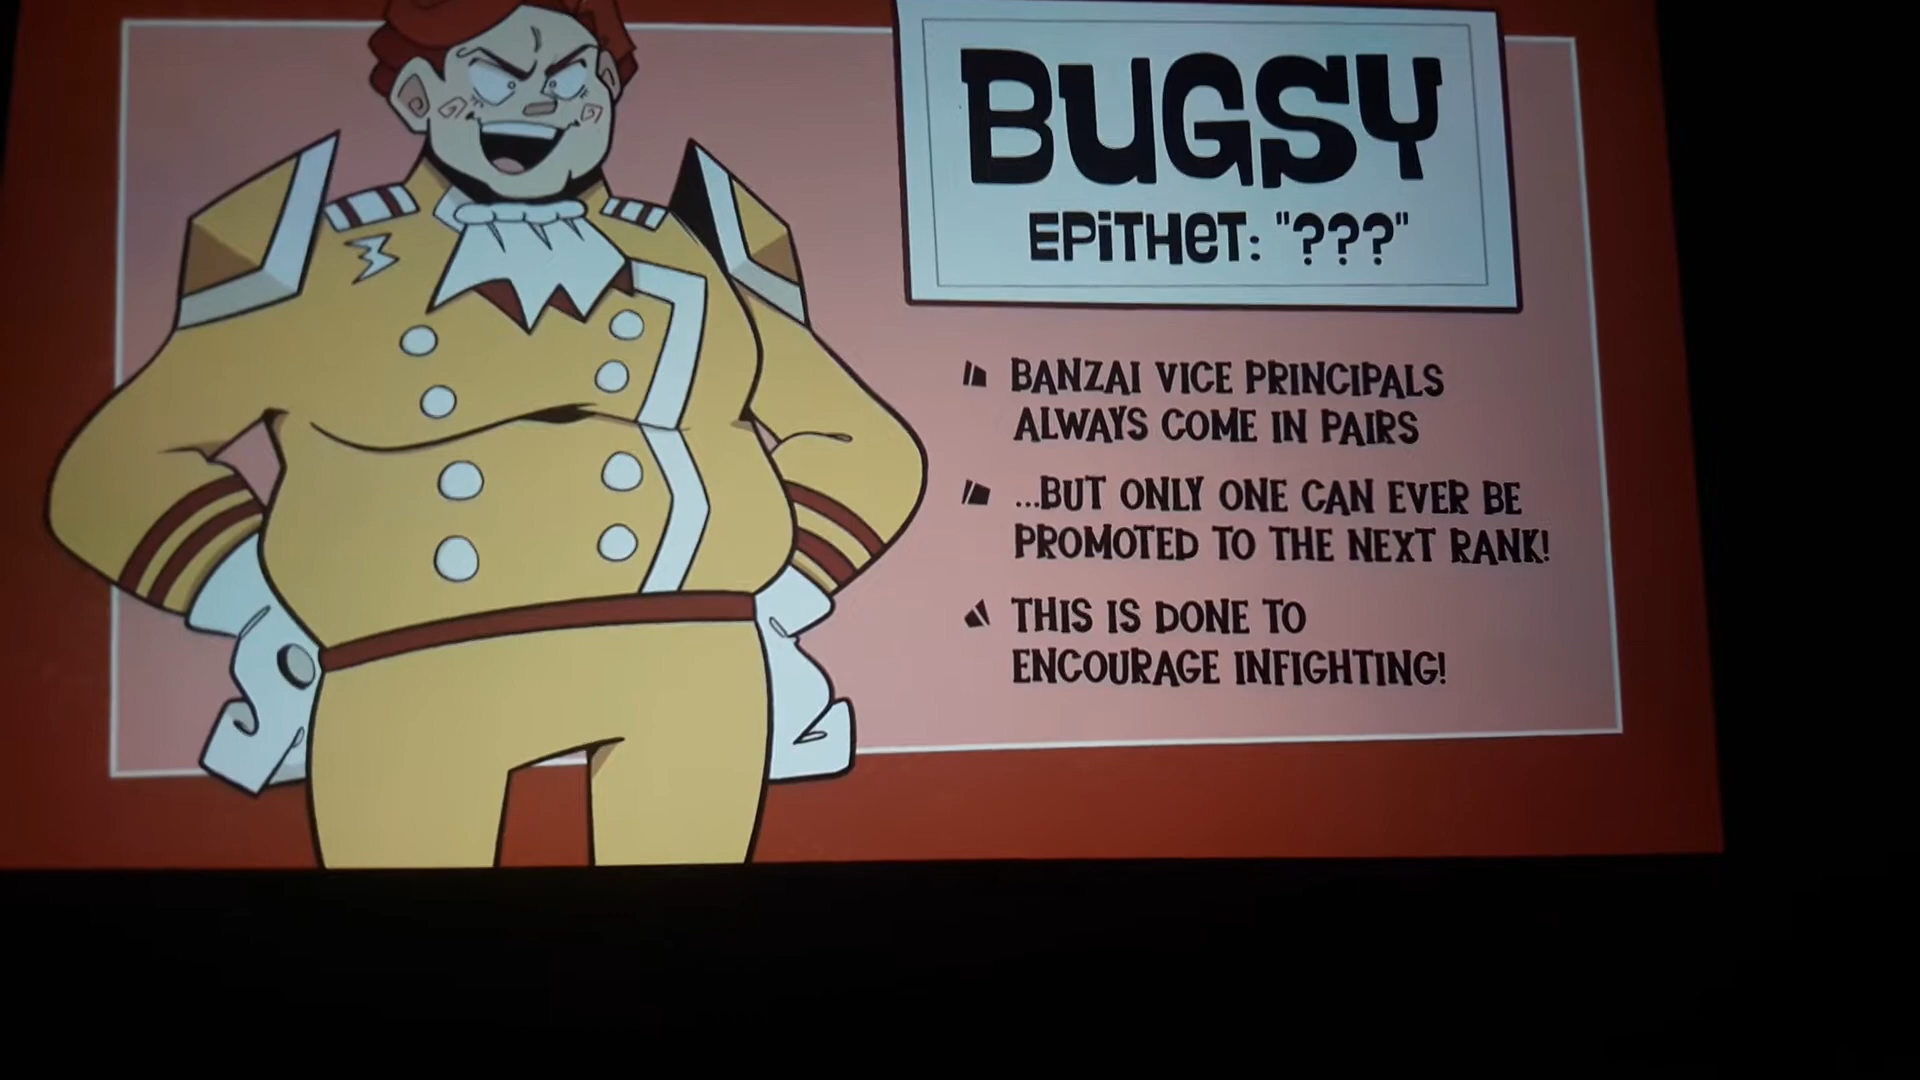 BUGSY
EPITHET: "???"
BANZAI VICE PRINCIPALS
ALWAYS COME IN PAIRS
...BUT ONLY ONE CAN EVER BE
PROMOTED TO THE NEXT RANK!
THIS IS DONE TO
ENCOURAGE INFIGHTING!